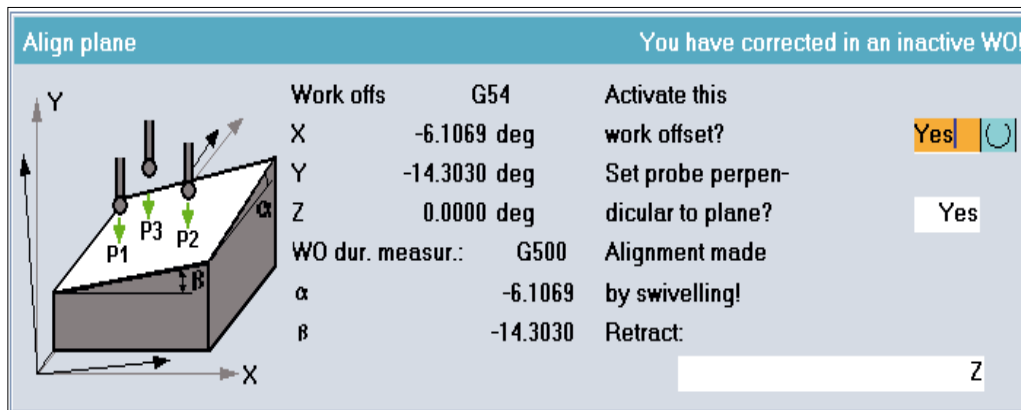 Align plane You have corrected in an inactive WO!
Work offs G54 Activate this
X -6.1069 deg work offset? Yes
Y -14.3030 deg Set probe perpen-
Z 0.0000 deg dicular to plane? Yes
WO dur. measur.: G500 Alignment made
α -6.1069 by swivelling!
β -14.3030 Retract:
Z
Y
α
P1 P3 P2
β
X